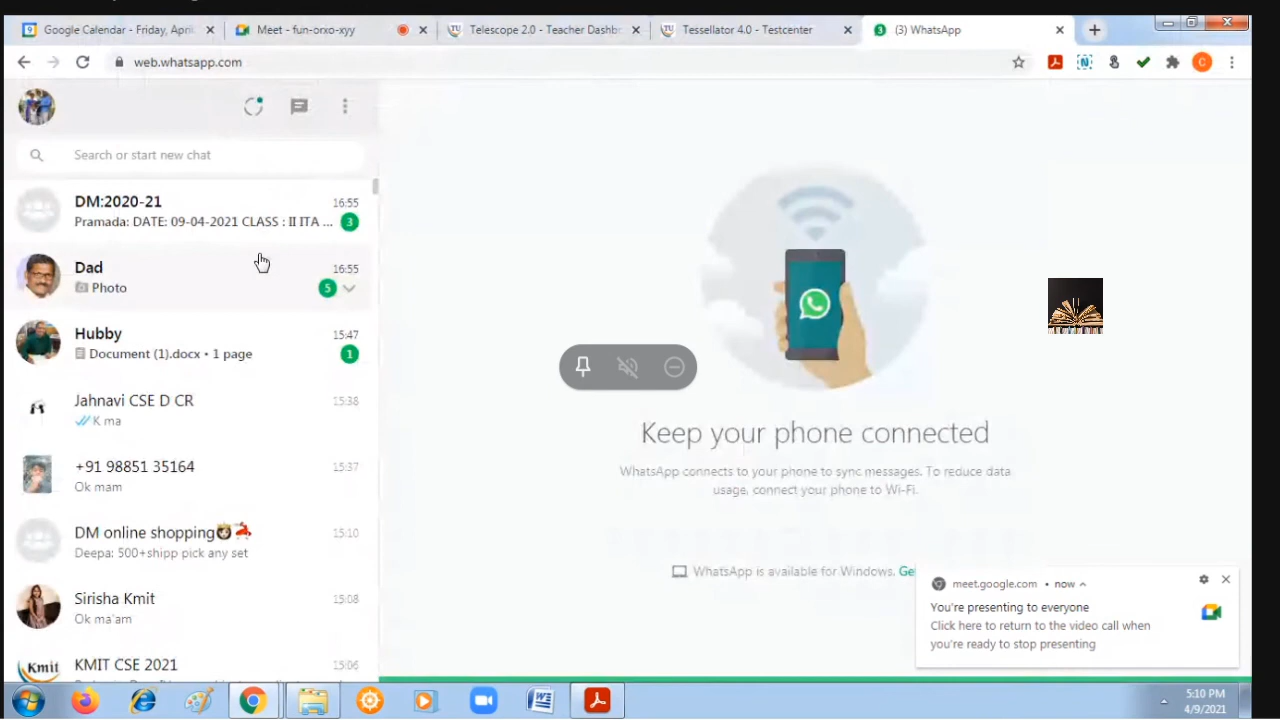 Google Calendar - Friday, April
Meet - fun-orxo-xyy
Telescope 2.0 - Teacher Dashb
Tessellator 4.0 - Testcenter
(3) WhatsApp
web.whatsapp.com
C
Search or start new chat
DM:2020-21
16:55
Pramada: DATE: 09-04-2021 CLASS : II ITA ...
3
Dad
16:55
Photo
5
Hubby
15:47
Document (1).docx • 1 page
1
Jahnavi CSE D CR
15:38
K ma
+91 98851 35164
15:37
Ok mam
DM online shopping
15:10
Deepa: 500+shipp pick any set
Sirisha Kmit
15:08
Ok ma'am
Kmit
KMIT CSE 2021
15:06
Keep your phone connected
WhatsApp connects to your phone to sync messages. To reduce data
usage, connect your phone to Wi-Fi.
WhatsApp is available for Windows. Ge
meet.google.com • now
You're presenting to everyone
Click here to return to the video call when
you're ready to stop presenting
5:10 PM
4/9/2021